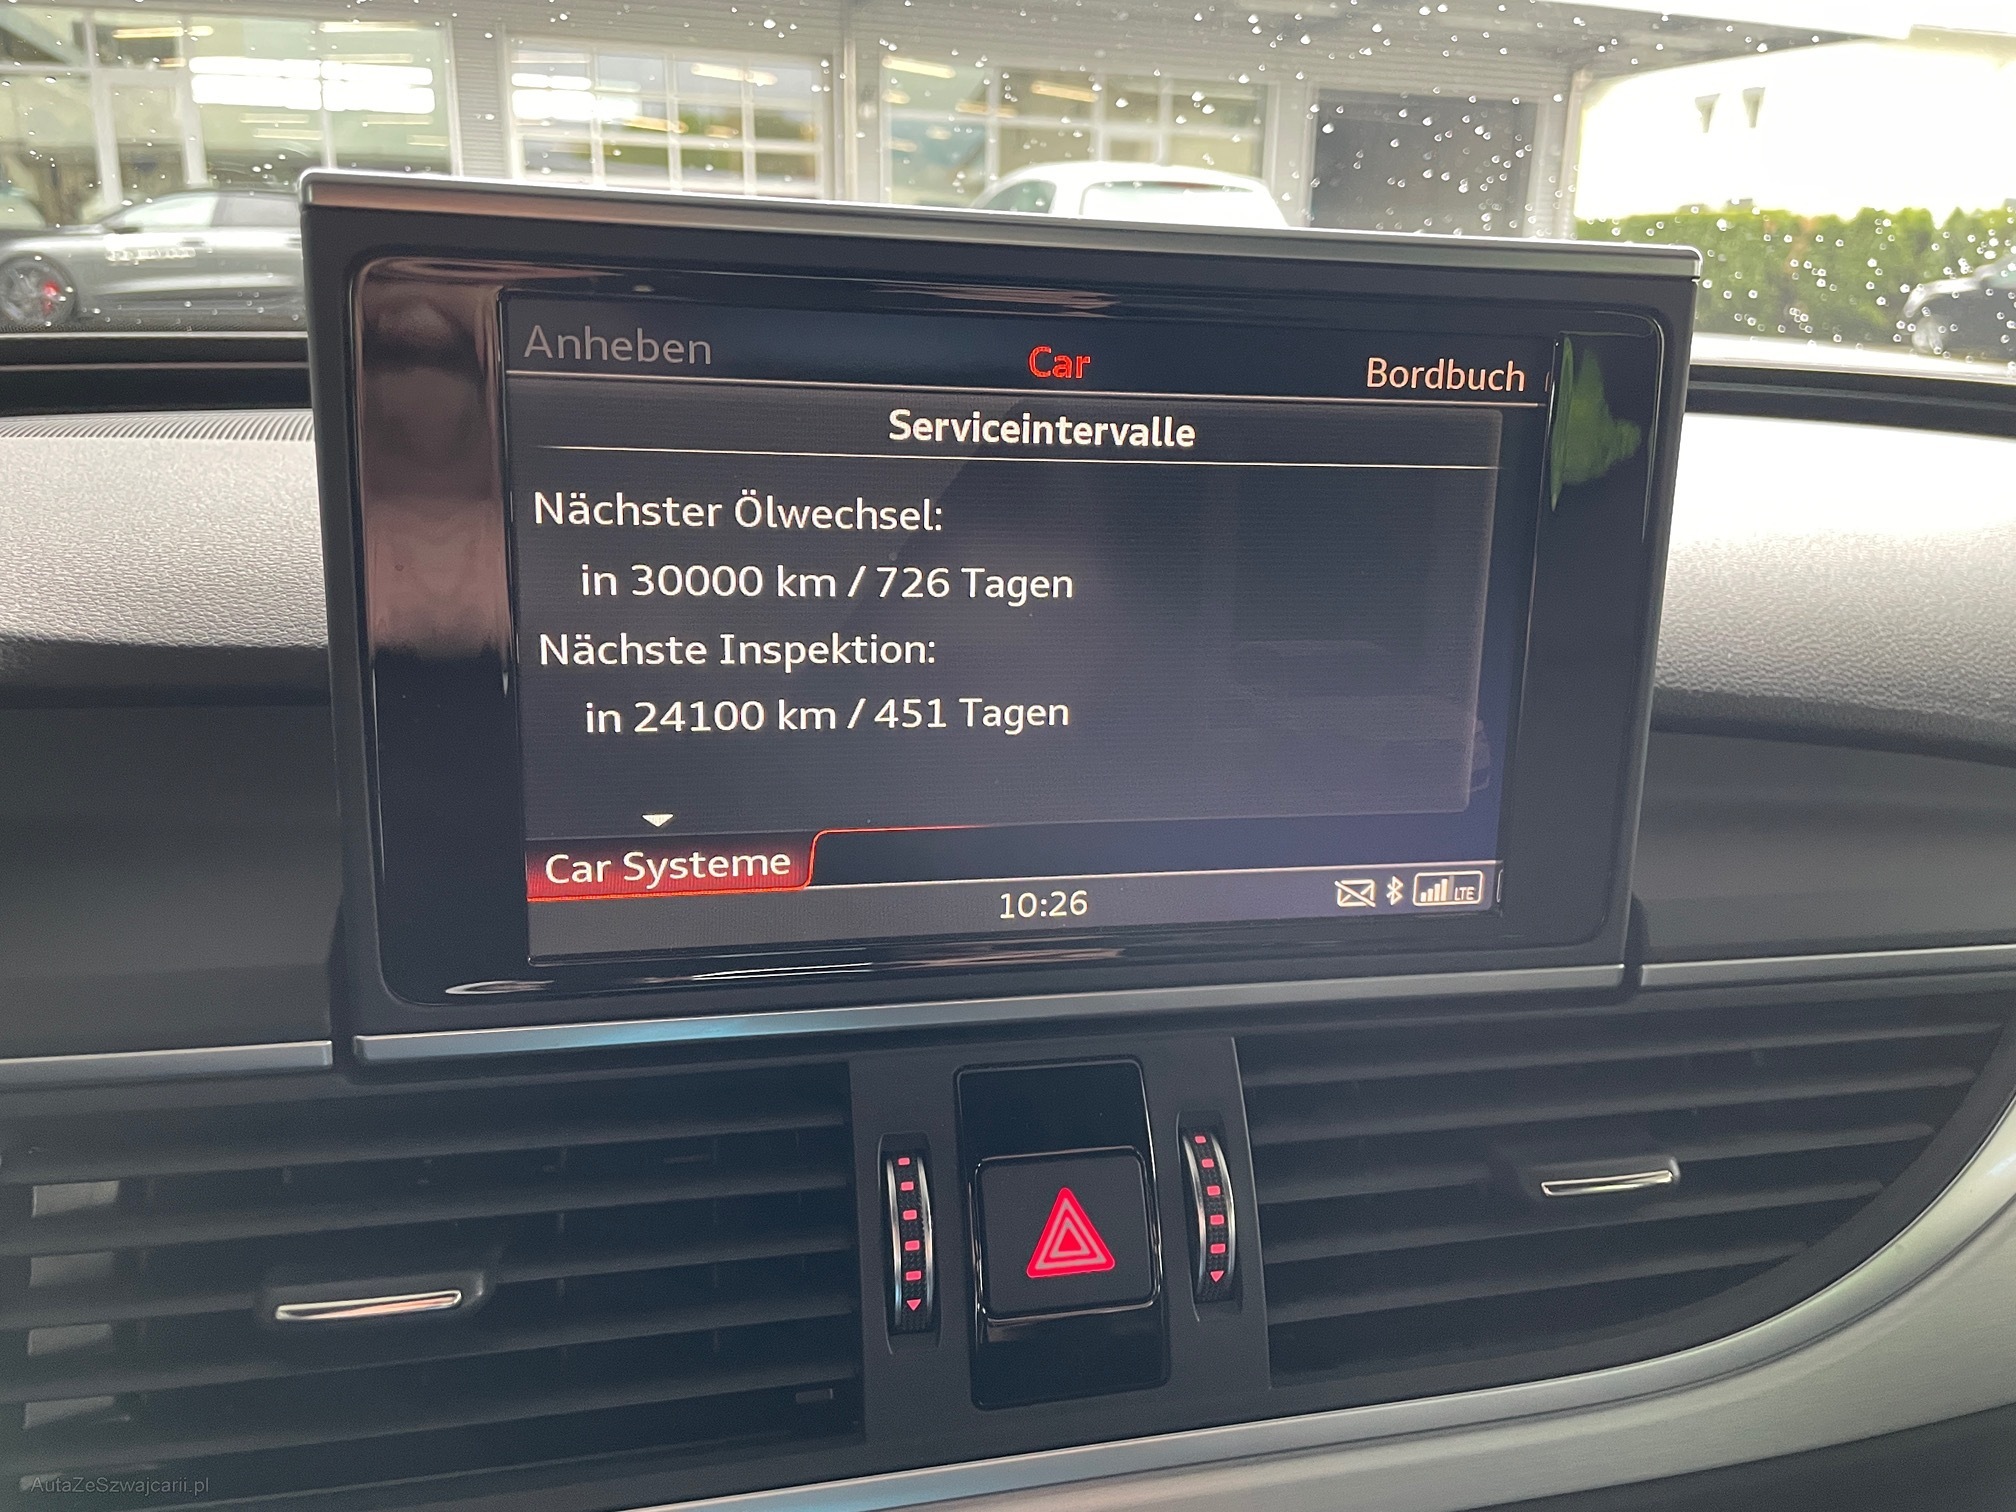 Anheben
Car
Bordbuch
Serviceintervalle
Nächster Ölwechsel:
in 30000 km / 726 Tagen
Nächste Inspektion:
in 24100 km / 451 Tagen
Car Systeme
10:26
LTE
AutaZeSzwajcarii.pl